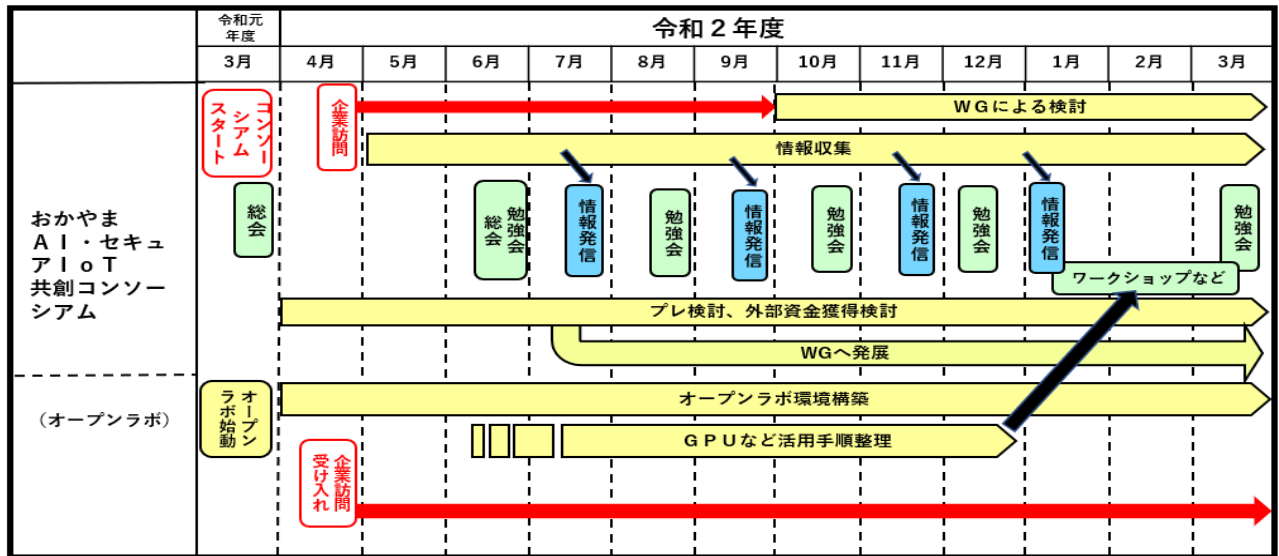 令和元
年度
令和２年度
3月
4月
5月
6月
7月
8月
9月
10月
11月
12月
1月
2月
3月
おかやま
ＡＩ・セキュ
アＩｏＴ
共創コンソー
シアム
コンソー
シアム
スタート
企業訪問
ＷＧによる検討
情報収集
総会
勉強会
総会
情報発信
勉強会
情報発信
勉強会
情報発信
勉強会
情報発信
勉強会
ワークショップなど
プレ検討、外部資金獲得検討
WGへ発展
（オープンラボ）
オープン
ラボ始動
オープンラボ環境構築
ＧＰＵなど活用手順整理
企業訪問
受け入れ